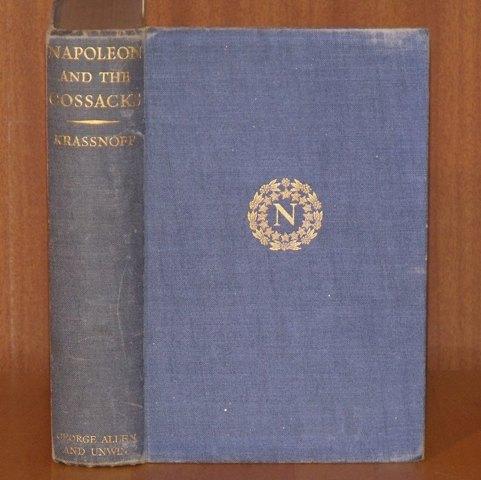 NAPOLEON
AND THE
COSSACKS
KRASSNOFF
N
GEORGE ALLEN
AND UNWIN